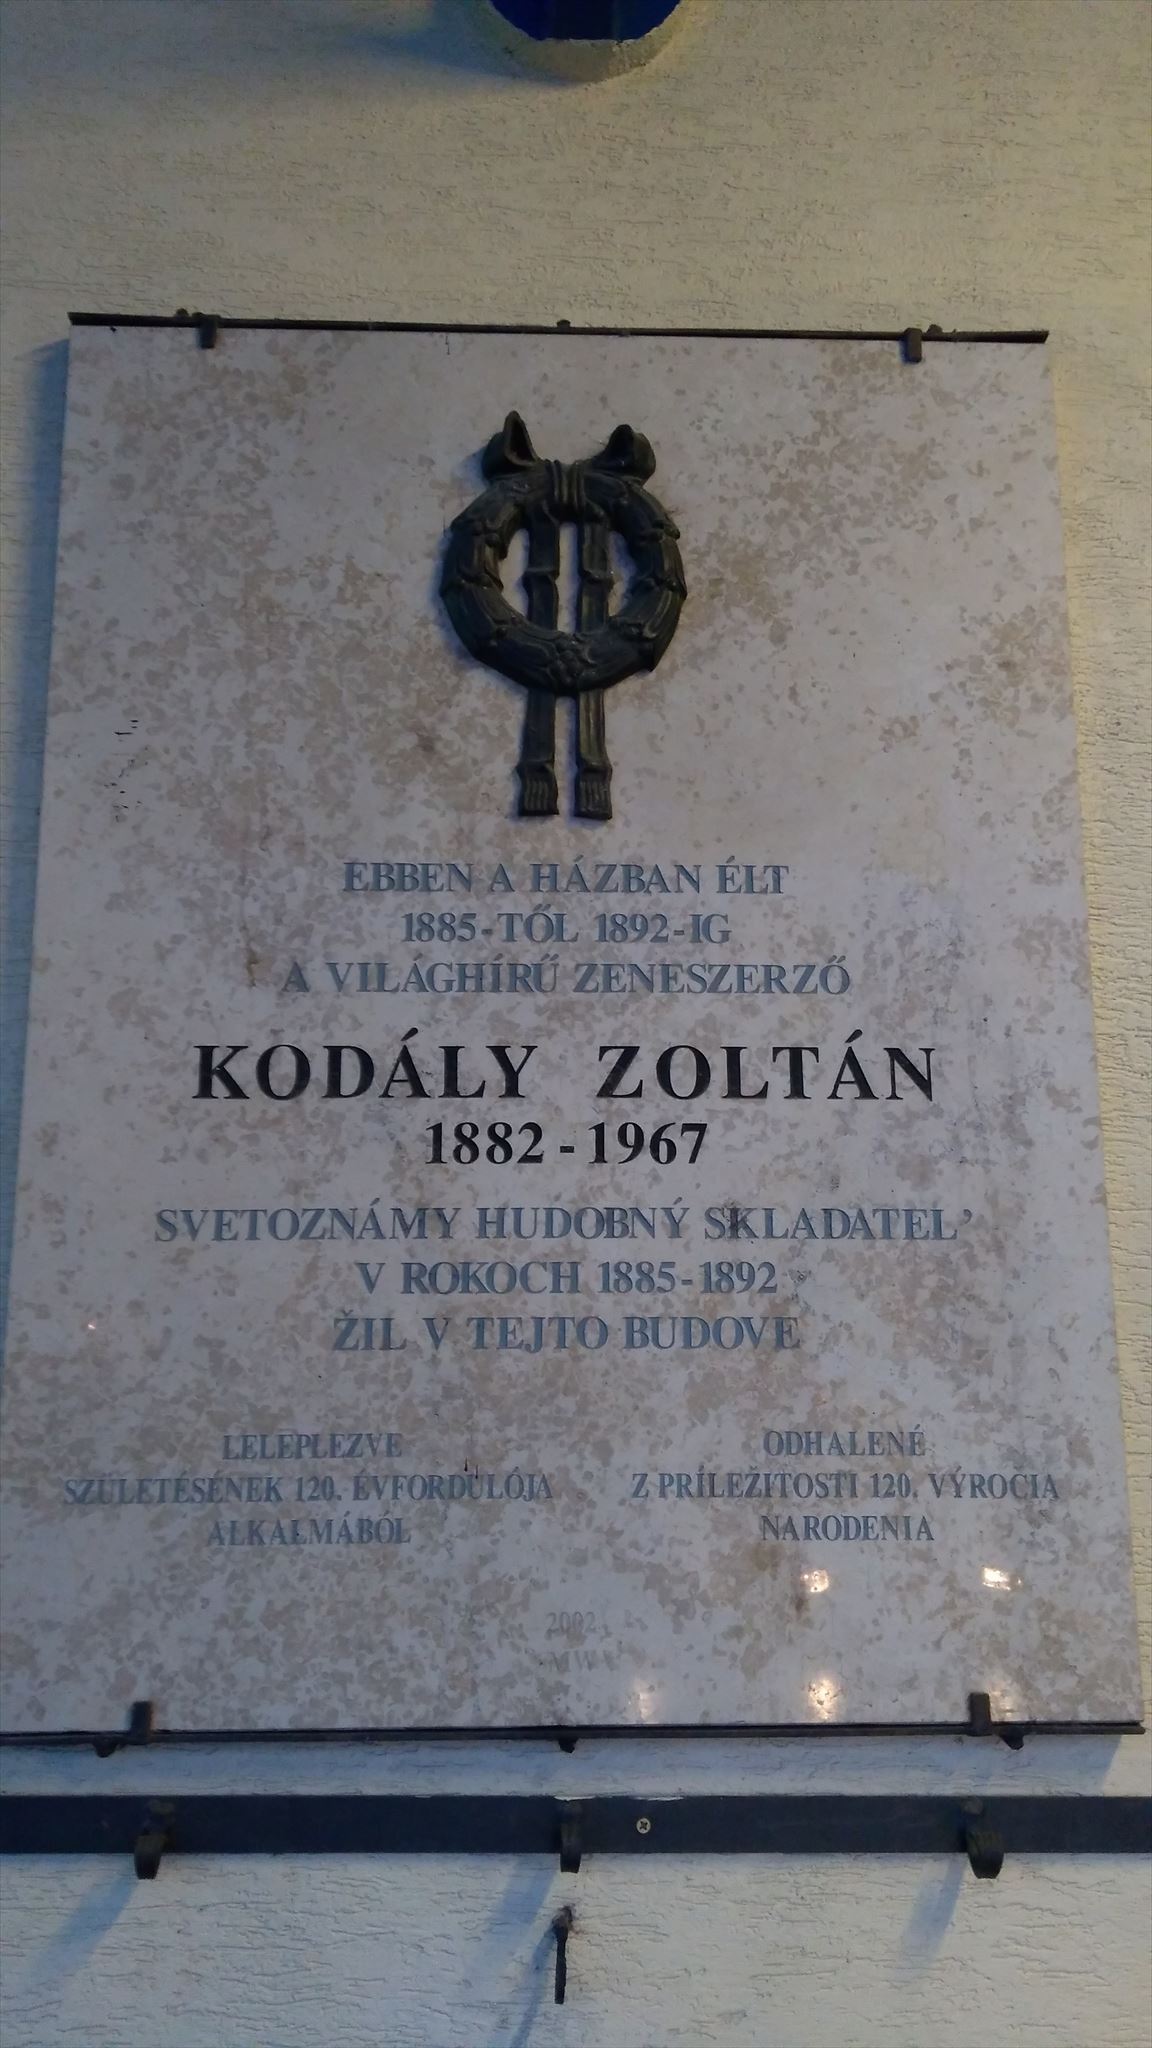 EBBEN A HÁZBAN ÉLT
1885-TŐL 1892-IG
A VILÁGHÍRŰ ZENESZERZŐ
KODÁLY ZOLTÁN
1882-1967
SVETOZNÁMY HUDOBNÝ SKLADATEL'
V ROKOCH 1885-1892
ŽIL V TEJTO BUDOVE
LELEPLEZVE
SZÜLETÉSÉNEK 120. ÉVFORDULÓJA
ALKALMÁBÓL
ODHALENÉ
Z PRÍLEŽITOSTI 120. VÝROČIA
NARODENIA
2002